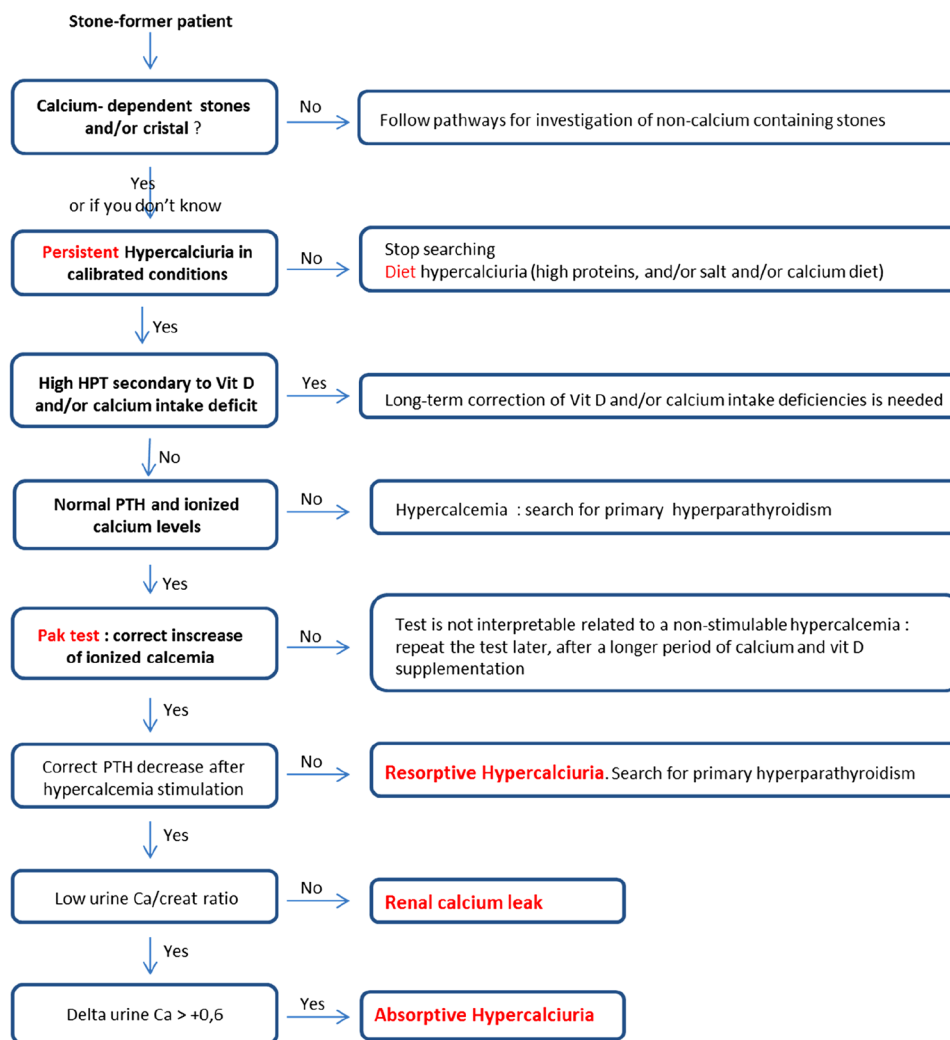 Stone-former patient
Calcium- dependent stones
and/or cristal ?
No
Follow pathways for investigation of non-calcium containing stones
Yes
or if you don't know
Persistent Hypercalciuria in
calibrated conditions
No
Stop searching
Diet hypercalciuria (high proteins, and/or salt and/or calcium diet)
Yes
High HPT secondary to Vit D
and/or calcium intake deficit
Yes
Long-term correction of Vit D and/or calcium intake deficiencies is needed
No
Normal PTH and ionized
calcium levels
No
Hypercalcemia : search for primary hyperparathyroidism
Yes
Pak test : correct inscrease
of ionized calcemia
No
Test is not interpretable related to a non-stimulable hypercalcemia :
repeat the test later, after a longer period of calcium and vit D
supplementation
Yes
Correct PTH decrease after
hypercalcemia stimulation
No
Resorptive Hypercalciuria. Search for primary hyperparathyroidism
Yes
Low urine Ca/creat ratio
No
Renal calcium leak
Yes
Delta urine Ca > +0,6
Yes
Absorptive Hypercalciuria